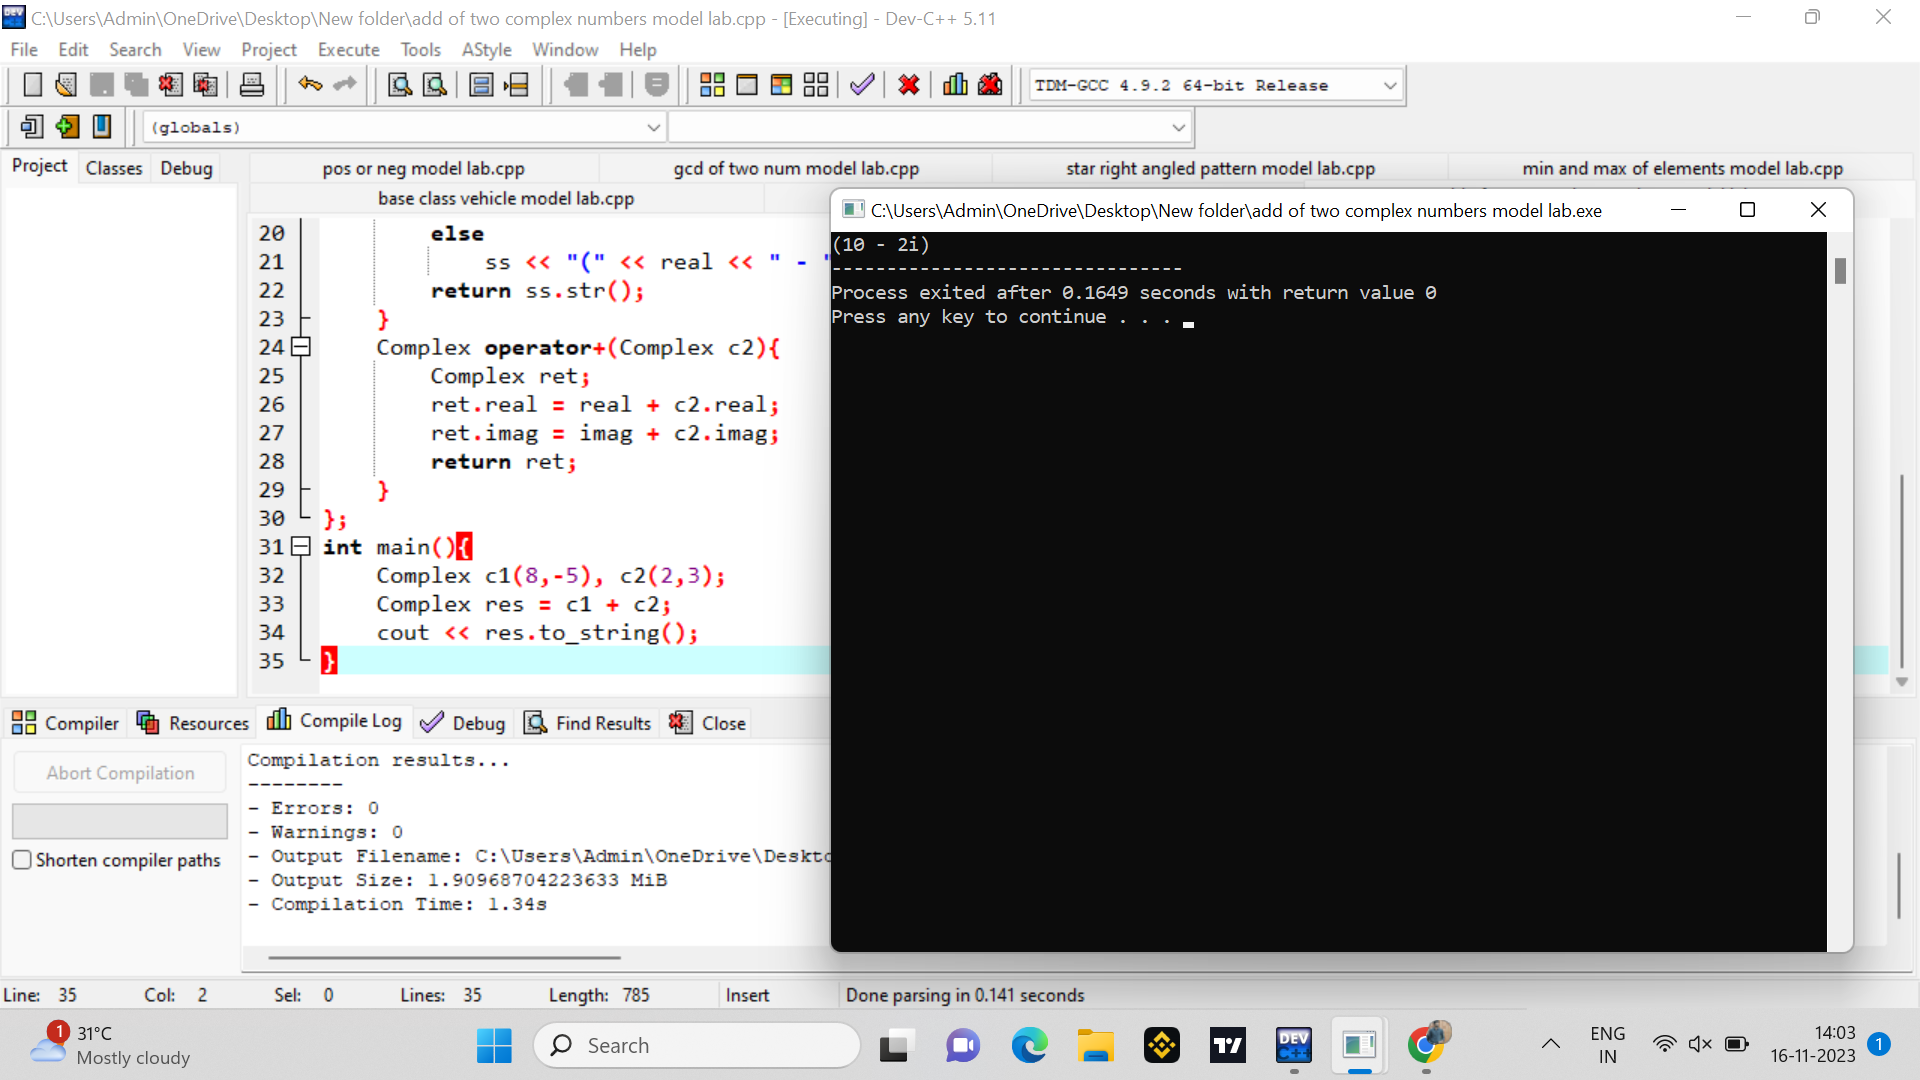 C:\Users\Admin\OneDrive\Desktop\New folder\add of two complex numbers model lab.cpp - [Executing] - Dev-C++ 5.11
File Edit Search View Project Execute Tools AStyle Window Help
TDM-GCC 4.9.2 64-bit Release
(globals)
Project Classes Debug
pos or neg model lab.cpp gcd of two num model lab.cpp star right angled pattern model lab.cpp min and max of elements model lab.cpp
base class vehicle model lab.cpp
20 else
21 ss << "(" << real << " - "
22 return ss.str();
23 }
24 Complex operator+(Complex c2){
25 Complex ret;
26 ret.real = real + c2.real;
27 ret.imag = imag + c2.imag;
28 return ret;
29 }
30 };
31 int main(){
32 Complex c1(8,-5), c2(2,3);
33 Complex res = c1 + c2;
34 cout << res.to_string();
35 }
C:\Users\Admin\OneDrive\Desktop\New folder\add of two complex numbers model lab.exe
(10 - 2i)
--------------------------------
Process exited after 0.1649 seconds with return value 0
Press any key to continue . . .
Compiler Resources Compile Log Debug Find Results Close
Abort Compilation
Shorten compiler paths
Compilation results...
--------
- Errors: 0
- Warnings: 0
- Output Filename: C:\Users\Admin\OneDrive\Deskto
- Output Size: 1.90968704223633 MiB
- Compilation Time: 1.34s
Line: 35 Col: 2 Sel: 0 Lines: 35 Length: 785 Insert Done parsing in 0.141 seconds
1
31°C
Mostly cloudy
Search
DEV C++
ENG
IN
14:03
16-11-2023
1